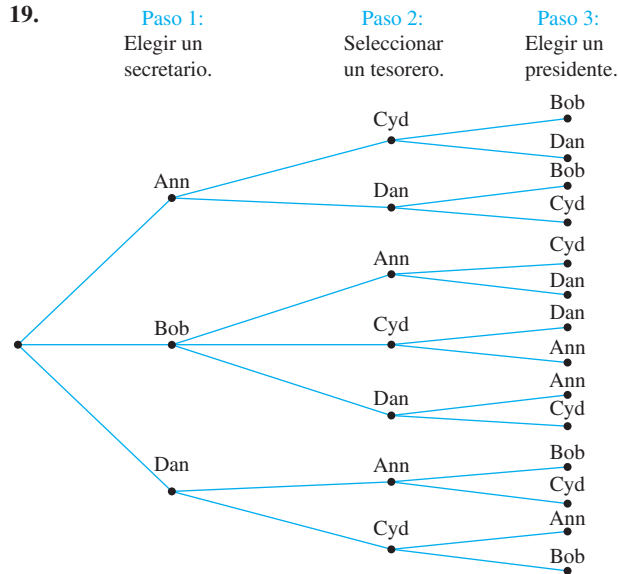 19.
Paso 1:
Elegir un
secretario.
Paso 2:
Seleccionar
un tesorero.
Paso 3:
Elegir un
presidente.
Ann
Cyd
Bob
Dan
Dan
Bob
Cyd
Bob
Ann
Cyd
Dan
Cyd
Dan
Ann
Dan
Ann
Cyd
Dan
Ann
Bob
Cyd
Cyd
Ann
Bob